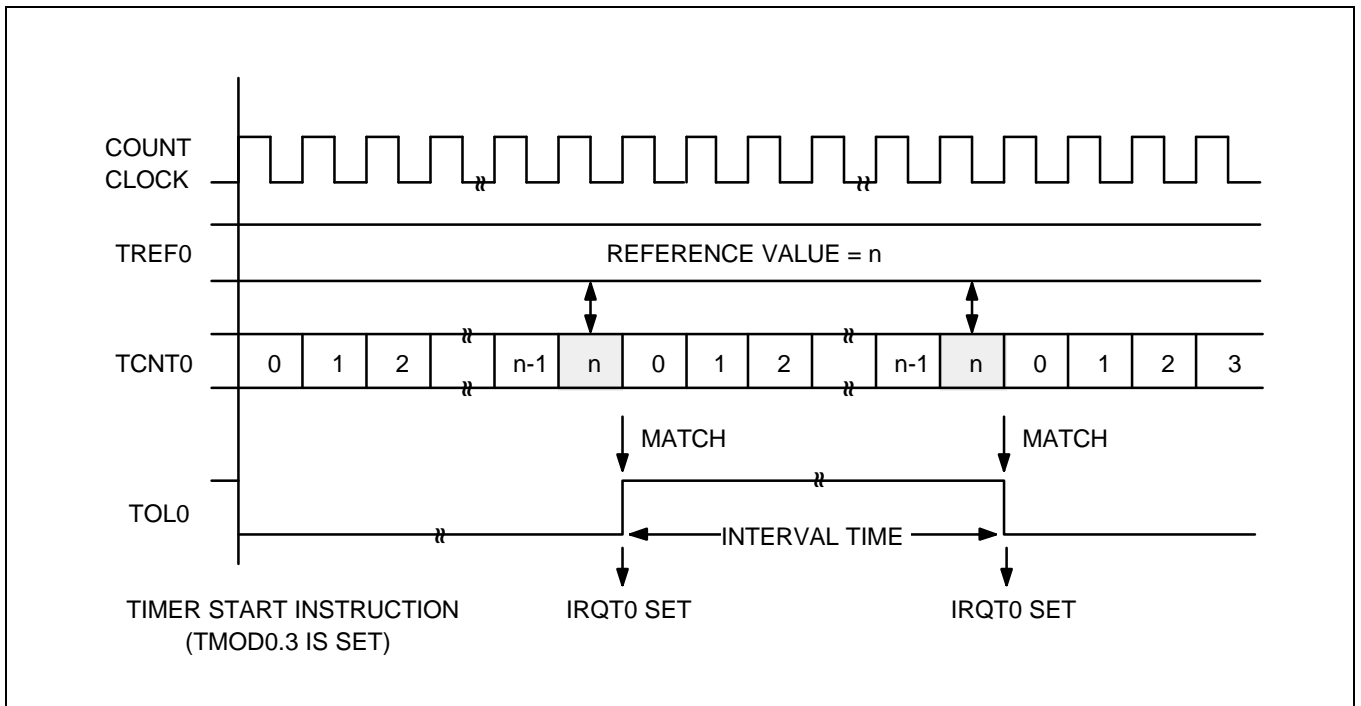 COUNT
CLOCK
TREF0
REFERENCE VALUE = n
TCNT0
0 1 2 n-1 n 0 1 2 n-1 n 0 1 2 3
MATCH MATCH
TOL0
INTERVAL TIME
TIMER START INSTRUCTION
(TMOD0.3 IS SET)
IRQT0 SET IRQT0 SET